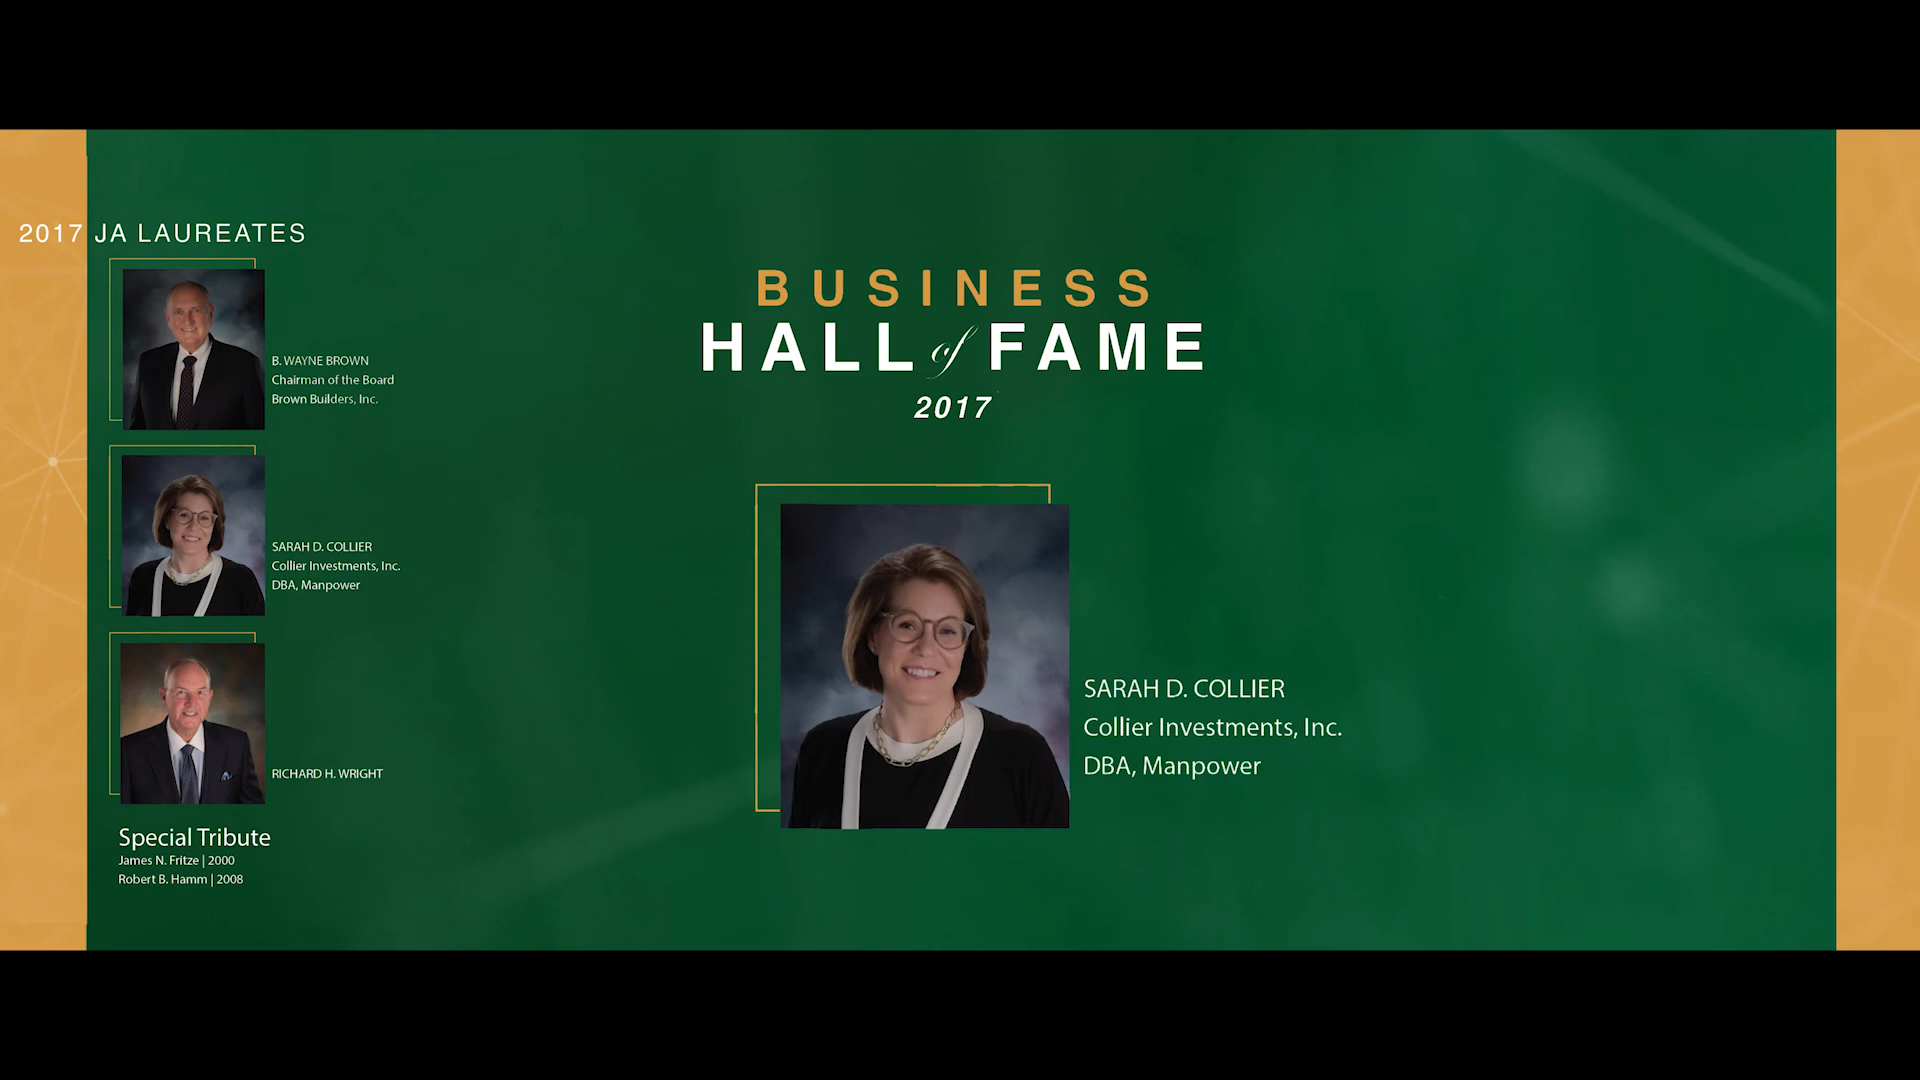 2017 JA LAUREATES
B. WAYNE BROWN
Chairman of the Board
Brown Builders, Inc.
SARAH D. COLLIER
Collier Investments, Inc.
DBA, Manpower
RICHARD H. WRIGHT
Special Tribute
James N. Fritze | 2000
Robert B. Hamm | 2008
BUSINESS
HALL of FAME
2017
SARAH D. COLLIER
Collier Investments, Inc.
DBA, Manpower